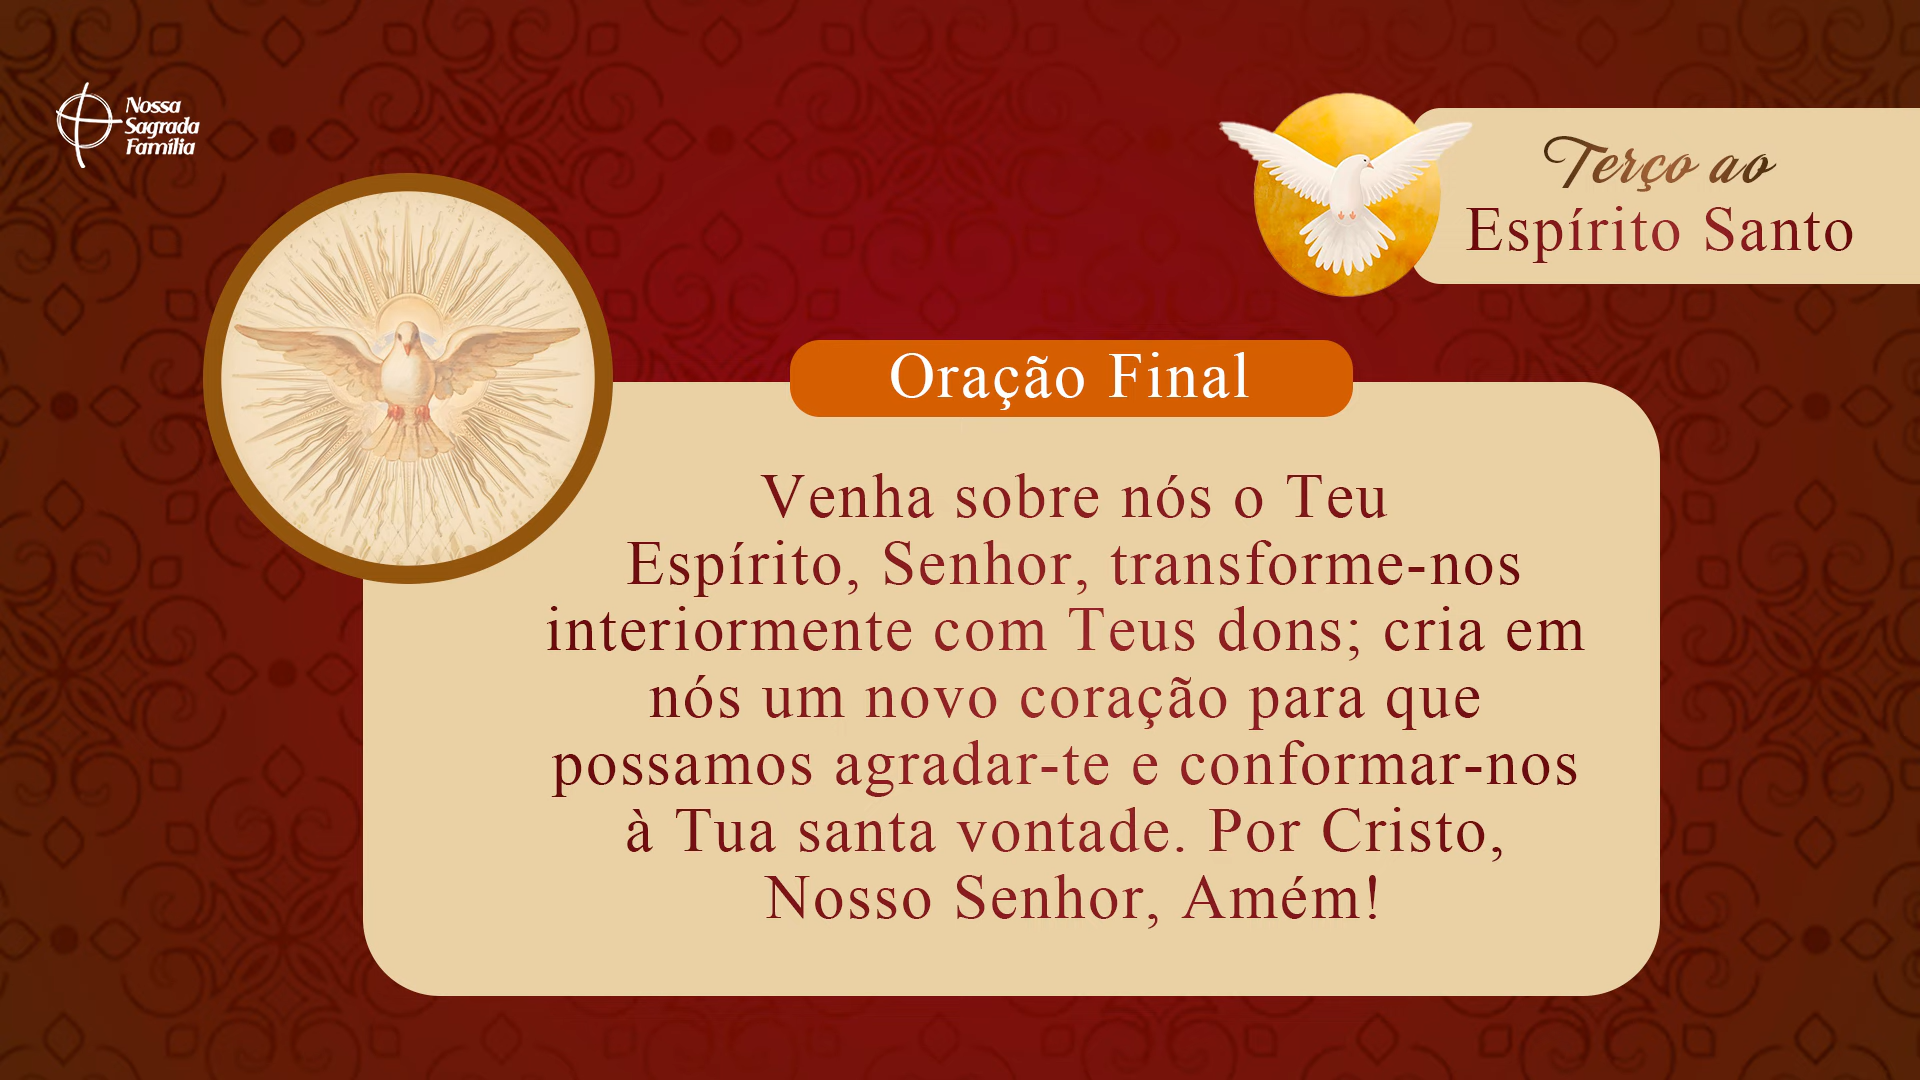 Nossa
Sagrada
Família
Terço ao
Espírito Santo
Oração Final
Venha sobre nós o Teu
Espírito, Senhor, transforme-nos
interiormente com Teus dons; cria em
nós um novo coração para que
possamos agradar-te e conformar-nos
à Tua santa vontade. Por Cristo,
Nosso Senhor, Amém!